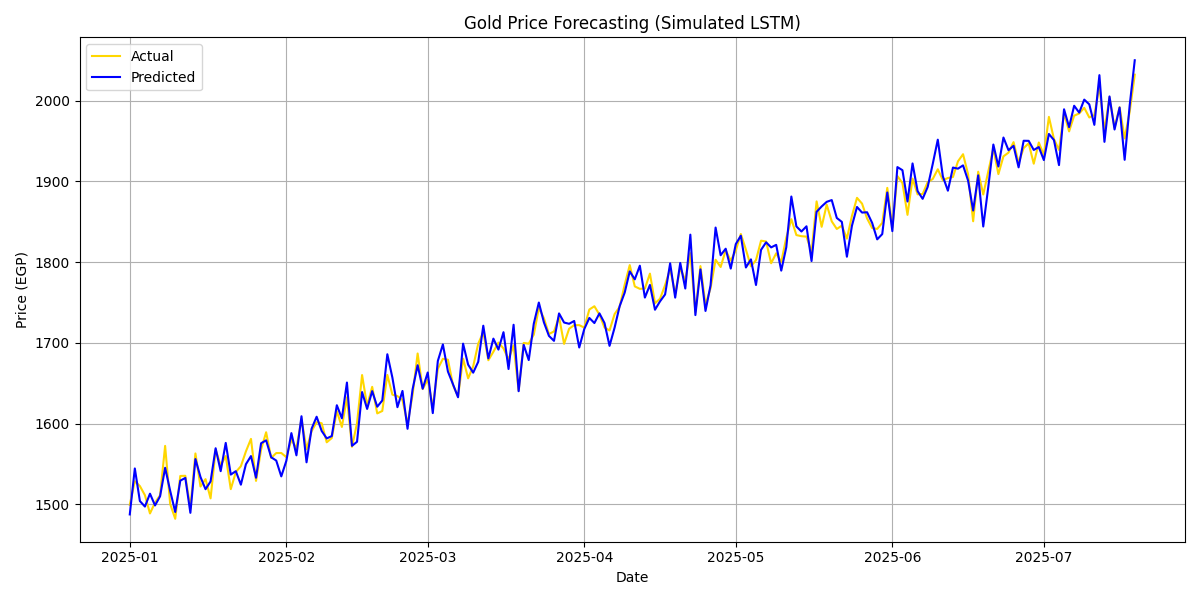 Gold Price Forecasting (Simulated LSTM)
Actual
Predicted
Price (EGP)
2000
1900
1800
1700
1600
1500
2025-01
2025-02
2025-03
2025-04
2025-05
2025-06
2025-07
Date